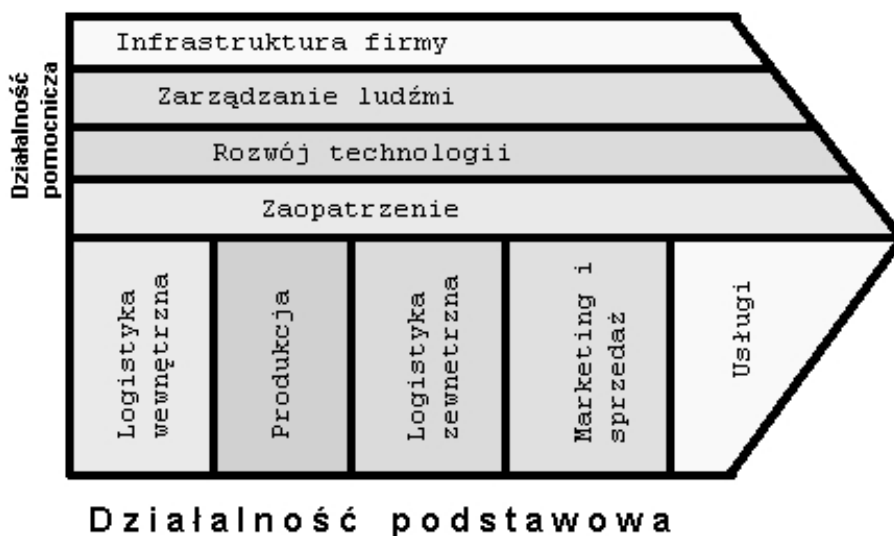 Działalność
pomocnicza
Infrastruktura firmy
Zarządzanie ludźmi
Rozwój technologii
Zaopatrzenie
Logistyka
wewnętrzna
Produkcja
Logistyka
zewnetrzna
Marketing i
sprzedaż
Usługi
Działalność podstawowa